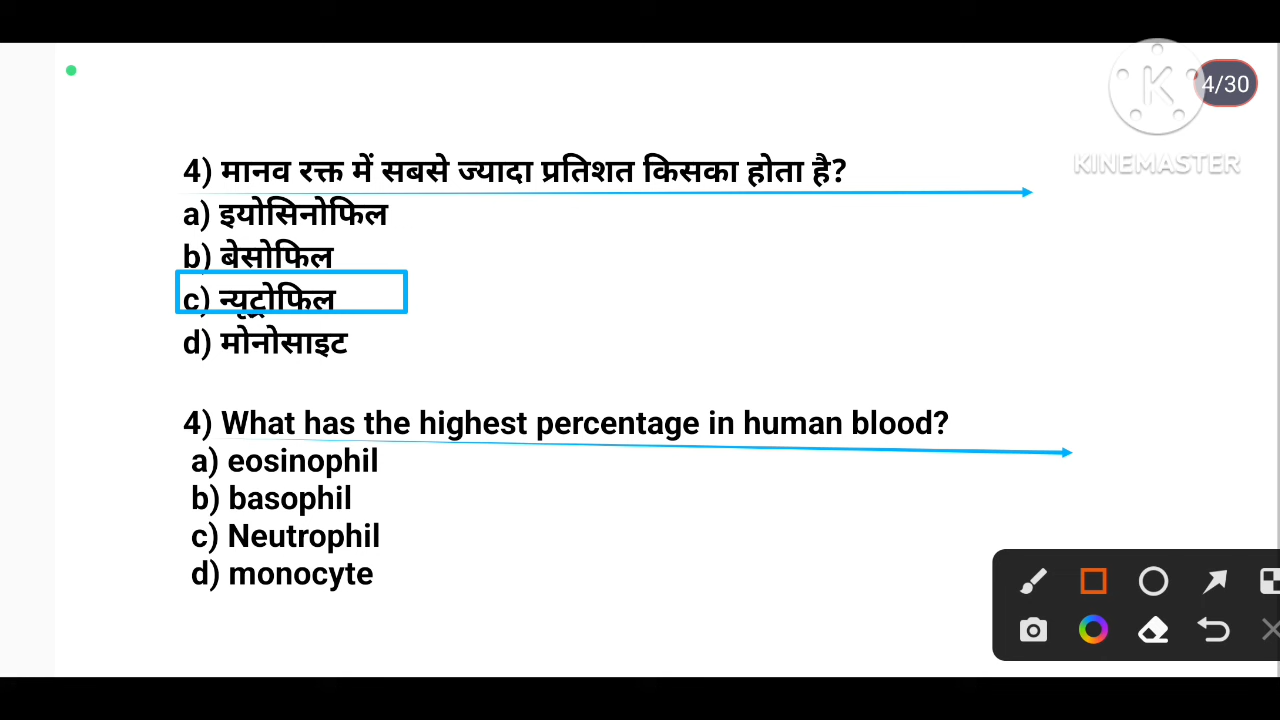 4/30
KINEMASTER
4) मानव रक्त में सबसे ज्यादा प्रतिशत किसका होता है?
a) इयोसिनोफिल
b) बेसोफिल
c) न्यूट्रोफिल
d) मोनोसाइट
4) What has the highest percentage in human blood?
a) eosinophil
b) basophil
c) Neutrophil
d) monocyte